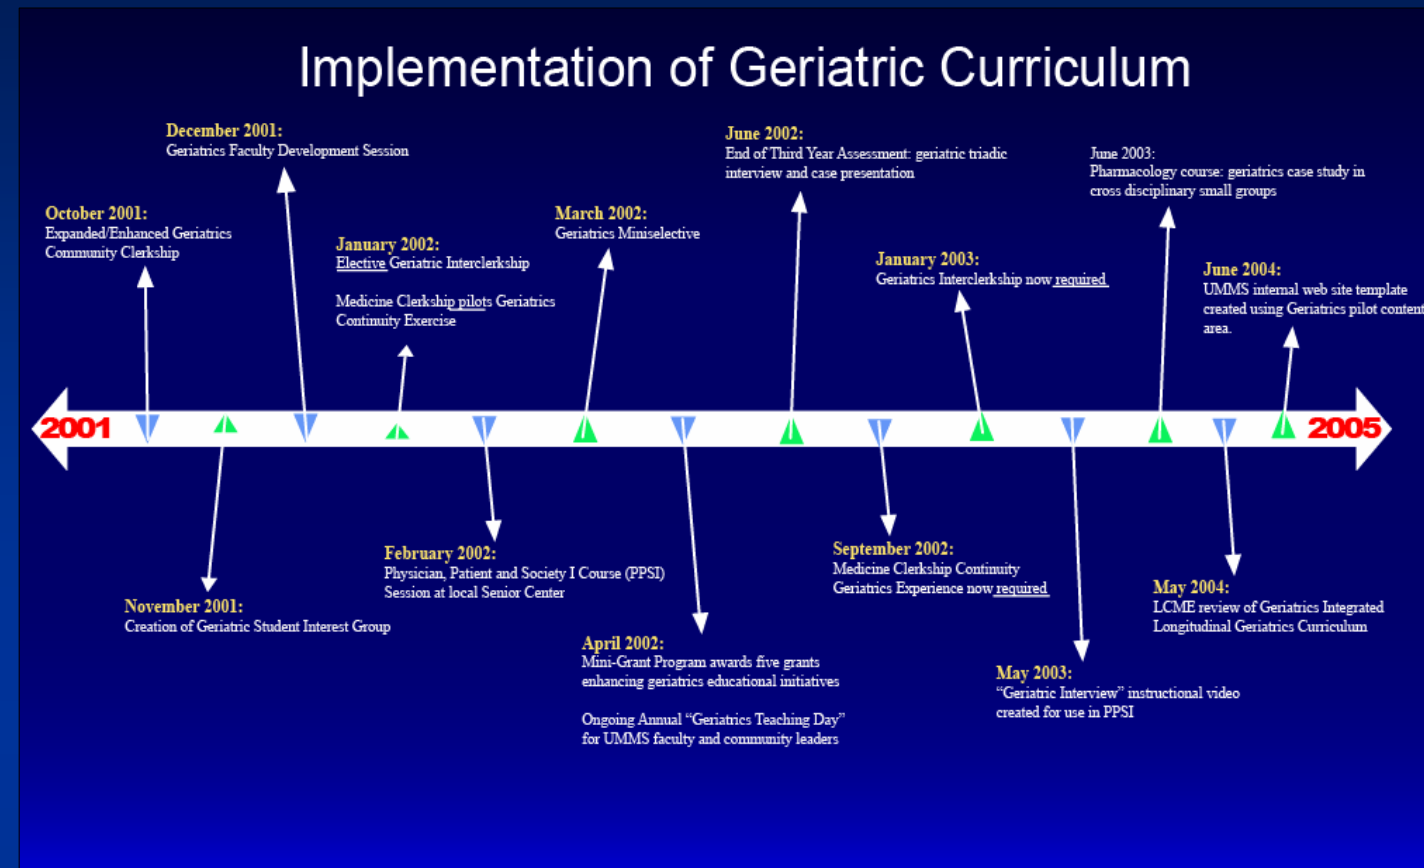 Implementation of Geriatric Curriculum
December 2001:
Geriatrics Faculty Development Session
June 2002:
End of Third Year Assessment: geriatric triadic
interview and case presentation
June 2003:
Pharmacology course: geriatrics case study in
cross disciplinary small groups
October 2001:
Expanded/Enhanced Geriatrics
Community Clerkship
January 2002:
Elective Geriatric Interclerkship
Medicine Clerkship pilots Geriatrics
Continuity Exercise
March 2002:
Geriatrics Miniselective
January 2003:
Geriatrics Interclerkship now required
June 2004:
UMMS internal web site template
created using Geriatrics pilot content
area.
2001
2005
November 2001:
Creation of Geriatric Student Interest Group
February 2002:
Physician, Patient and Society I Course (PPSI)
Session at local Senior Center
April 2002:
Mini-Grant Program awards five grants
enhancing geriatrics educational initiatives
Ongoing Annual “Geriatrics Teaching Day”
for UMMS faculty and community leaders
September 2002:
Medicine Clerkship Continuity
Geriatrics Experience now required
May 2003:
“Geriatric Interview” instructional video
created for use in PPSI
May 2004:
LCME review of Geriatrics Integrated
Longitudinal Geriatrics Curriculum